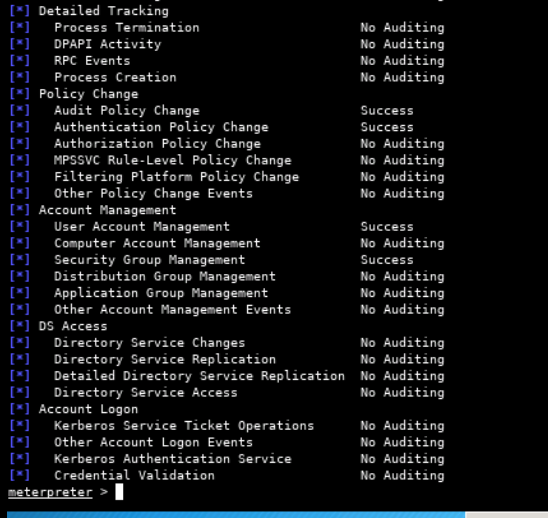 [*] Detailed Tracking
[*]   Process Termination                     No Auditing
[*]   DPAPI Activity                          No Auditing
[*]   RPC Events                              No Auditing
[*]   Process Creation                        No Auditing
[*] Policy Change
[*]   Audit Policy Change                     Success
[*]   Authentication Policy Change            Success
[*]   Authorization Policy Change             No Auditing
[*]   MPSSVC Rule-Level Policy Change         No Auditing
[*]   Filtering Platform Policy Change        No Auditing
[*]   Other Policy Change Events              No Auditing
[*] Account Management
[*]   User Account Management                 Success
[*]   Computer Account Management             No Auditing
[*]   Security Group Management               Success
[*]   Distribution Group Management           No Auditing
[*]   Application Group Management            No Auditing
[*]   Other Account Management Events         No Auditing
[*] DS Access
[*]   Directory Service Changes               No Auditing
[*]   Directory Service Replication           No Auditing
[*]   Detailed Directory Service Replication  No Auditing
[*]   Directory Service Access                No Auditing
[*] Account Logon
[*]   Kerberos Service Ticket Operations      No Auditing
[*]   Other Account Logon Events              No Auditing
[*]   Kerberos Authentication Service         No Auditing
[*]   Credential Validation                   No Auditing
meterpreter >